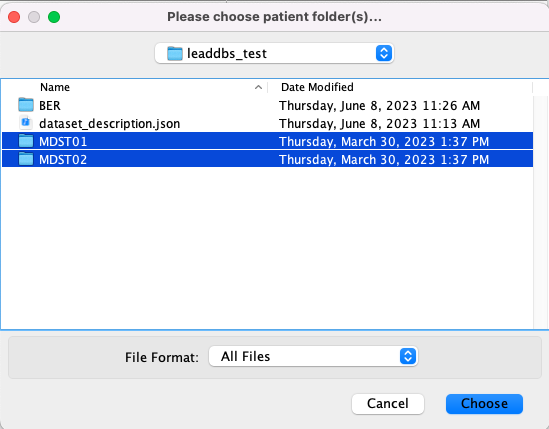 Please choose patient folder(s)...
leaddbs_test
Name Date Modified
BER Thursday, June 8, 2023 11:26 AM
dataset_description.json Thursday, June 8, 2023 11:13 AM
MDST01 Thursday, March 30, 2023 1:37 PM
MDST02 Thursday, March 30, 2023 1:37 PM
File Format: All Files
Cancel Choose